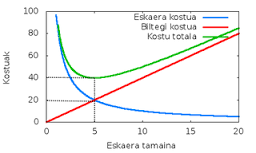 Eskaera kostua
Biltegi kostua
Kostu totala
Kostuak
100
80
60
40
20
0
0
5
10
15
20
Eskaera tamaina